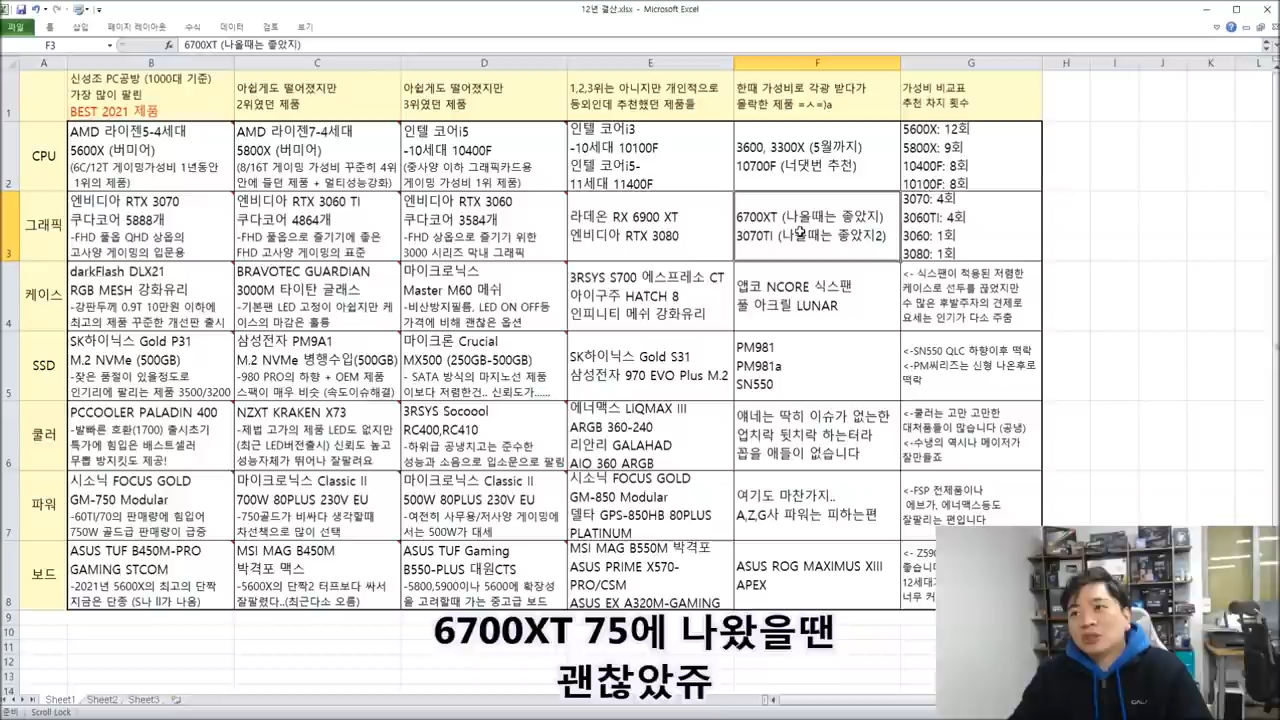 12년 결산.xlsx - Microsoft Excel
파일 홈 삽입 페이지 레이아웃 수식 데이터 검토 보기
F3 fx 6700XT (나올때는 좋았지)
A B C D E F G H I J K L
1
신성조 PC공방 (1000대 기준)
가장 많이 팔린
BEST 2021 제품
아쉽게도 떨어졌지만
2위였던 제품
아쉽게도 떨어졌지만
3위였던 제품
1,2,3위는 아니지만 개인적으로
등외인데 추천했던 제품들
한때 가성비로 각광 받다가
몰락한 제품 =ㅅ=)a
가성비 비교표
추천 차지 횟수
2
CPU
AMD 라이젠5-4세대
5600X (버미어)
(6C/12T 게이밍가성비 1년동안
1위의 제품)
AMD 라이젠7-4세대
5800X (버미어)
(8/16T 게이밍 가성비 꾸준히 4위
안에 들던 제품 + 멀티성능강화)
인텔 코어i5
-10세대 10400F
(중사양 이하 그래픽카드용
게이밍 가성비 1위 제품)
인텔 코어i3
-10세대 10100F
인텔 코어i5-
11세대 11400F
3600, 3300X (5월까지)
10700F (너댓번 추천)
5600X: 12회
5800X: 9회
10400F: 8회
10100F: 8회
3
그래픽
엔비디아 RTX 3070
쿠다코어 5888개
-FHD 풀옵 QHD 상옵의
고사양 게이밍의 입문용
엔비디아 RTX 3060 TI
쿠다코어 4864개
-FHD 풀옵으로 즐기기에 좋은
FHD 고사양 게이밍의 표준
엔비디아 RTX 3060
쿠다코어 3584개
-FHD 상옵으로 즐기기 위한
3000 시리즈 막내 그래픽
라데온 RX 6900 XT
엔비디아 RTX 3080
6700XT (나올때는 좋았지)
3070TI (나올때는 좋았지2)
3070: 4회
3060TI: 4회
3060: 1회
3080: 1회
4
케이스
darkFlash DLX21
RGB MESH 강화유리
-강판두께 0.9T 10만원 이하에
최고의 제품 꾸준한 개선판 출시
BRAVOTEC GUARDIAN
3000M 타이탄 글래스
-기본팬 LED 고정이 아쉽지만 케
이스의 마감은 훌륭
마이크로닉스
Master M60 메쉬
-비산방지필름, LED ON OFF등
가격에 비해 괜찮은 옵션
3RSYS S700 에스프레소 CT
아이구주 HATCH 8
인피니티 메쉬 강화유리
앱코 NCORE 식스팬
풀 아크릴 LUNAR
<- 식스팬이 적용된 저렴한
케이스로 선두를 끊었지만
수 많은 후발주자의 견제로
요세는 인기가 다소 주춤
5
SSD
SK하이닉스 Gold P31
M.2 NVMe (500GB)
-잦은 품절이 있을정도로
인기리에 팔리는 제품 3500/3200
삼성전자 PM9A1
M.2 NVMe 병행수입(500GB)
-980 PRO의 하향 + OEM 제품
스팩이 매우 비슷 (속도이슈해결)
마이크론 Crucial
MX500 (250GB-500GB)
- SATA 방식의 마지노선 제품
이보다 저렴한건.. 신뢰도가......
SK하이닉스 Gold S31
삼성전자 970 EVO Plus M.2
PM981
PM981a
SN550
<-SN550 QLC 하향이후 떡락
<-PM씨리즈는 신형 나온후로
떡락
6
쿨러
PCCOOLER PALADIN 400
-발빠른 호환(1700) 출시초기
특가에 힘입은 베스트셀러
무뽑 방지킷도 제공!
NZXT KRAKEN X73
-제법 고가의 제품 LED도 없지만
(최근 LED버전출시) 신뢰도 높고
성능자체가 뛰어나 잘팔려요
3RSYS Socoool
RC400,RC410
-하위급 공냉치고는 준수한
성능과 소음으로 입소문으로 팔림
에너맥스 LIQMAX III
ARGB 360-240
리안리 GALAHAD
AIO 360 ARGB
얘네는 딱히 이슈가 없는한
업치락 뒷치락 하는터라
꼽을 애들이 없습니다
<-쿨러는 고만 고만한
대처품들이 많습니다 (공냉)
<-수냉의 역시나 메이저가
잘만들죠
7
파워
시소닉 FOCUS GOLD
GM-750 Modular
-60TI/70의 판매량에 힘입어
750W 골드급 판매량이 급증
마이크로닉스 Classic II
700W 80PLUS 230V EU
-750골드가 비싸다 생각할때
차선책으로 많이 선택
마이크로닉스 Classic II
500W 80PLUS 230V EU
-여전히 사무용/저사양 게이밍에
서는 500W가 대세
시소닉 FOCUS GOLD
GM-850 Modular
델타 GPS-850HB 80PLUS
PLATINUM
여기도 마찬가지..
A,Z,G사 파워는 피하는편
<-FSP 전제품이나
에브가, 에너맥스등도
잘팔리는 편입니다
8
보드
ASUS TUF B450M-PRO
GAMING STCOM
-2021년 5600X의 최고의 단짝
지금은 단종 (S나 II가 나옴)
MSI MAG B450M
박격포 맥스
-5600X의 단짝2 터프보다 싸서
잘팔렸다..(최근다소 오름)
ASUS TUF Gaming
B550-PLUS 대원CTS
-5800,5900이나 5600에 확장성
을 고려할때 가는 중고급 보드
MSI MAG B550M 박격포
ASUS PRIME X570-
PRO/CSM
ASUS EX A320M-GAMING
ASUS ROG MAXIMUS XIII
APEX
<- Z590
좋습니
12세대
너무 커
9
10
11
12
13
14
6700XT 75에 나왔을땐
괜찮았쥬
Sheet1 Sheet2 Sheet3
준비 Scroll Lock